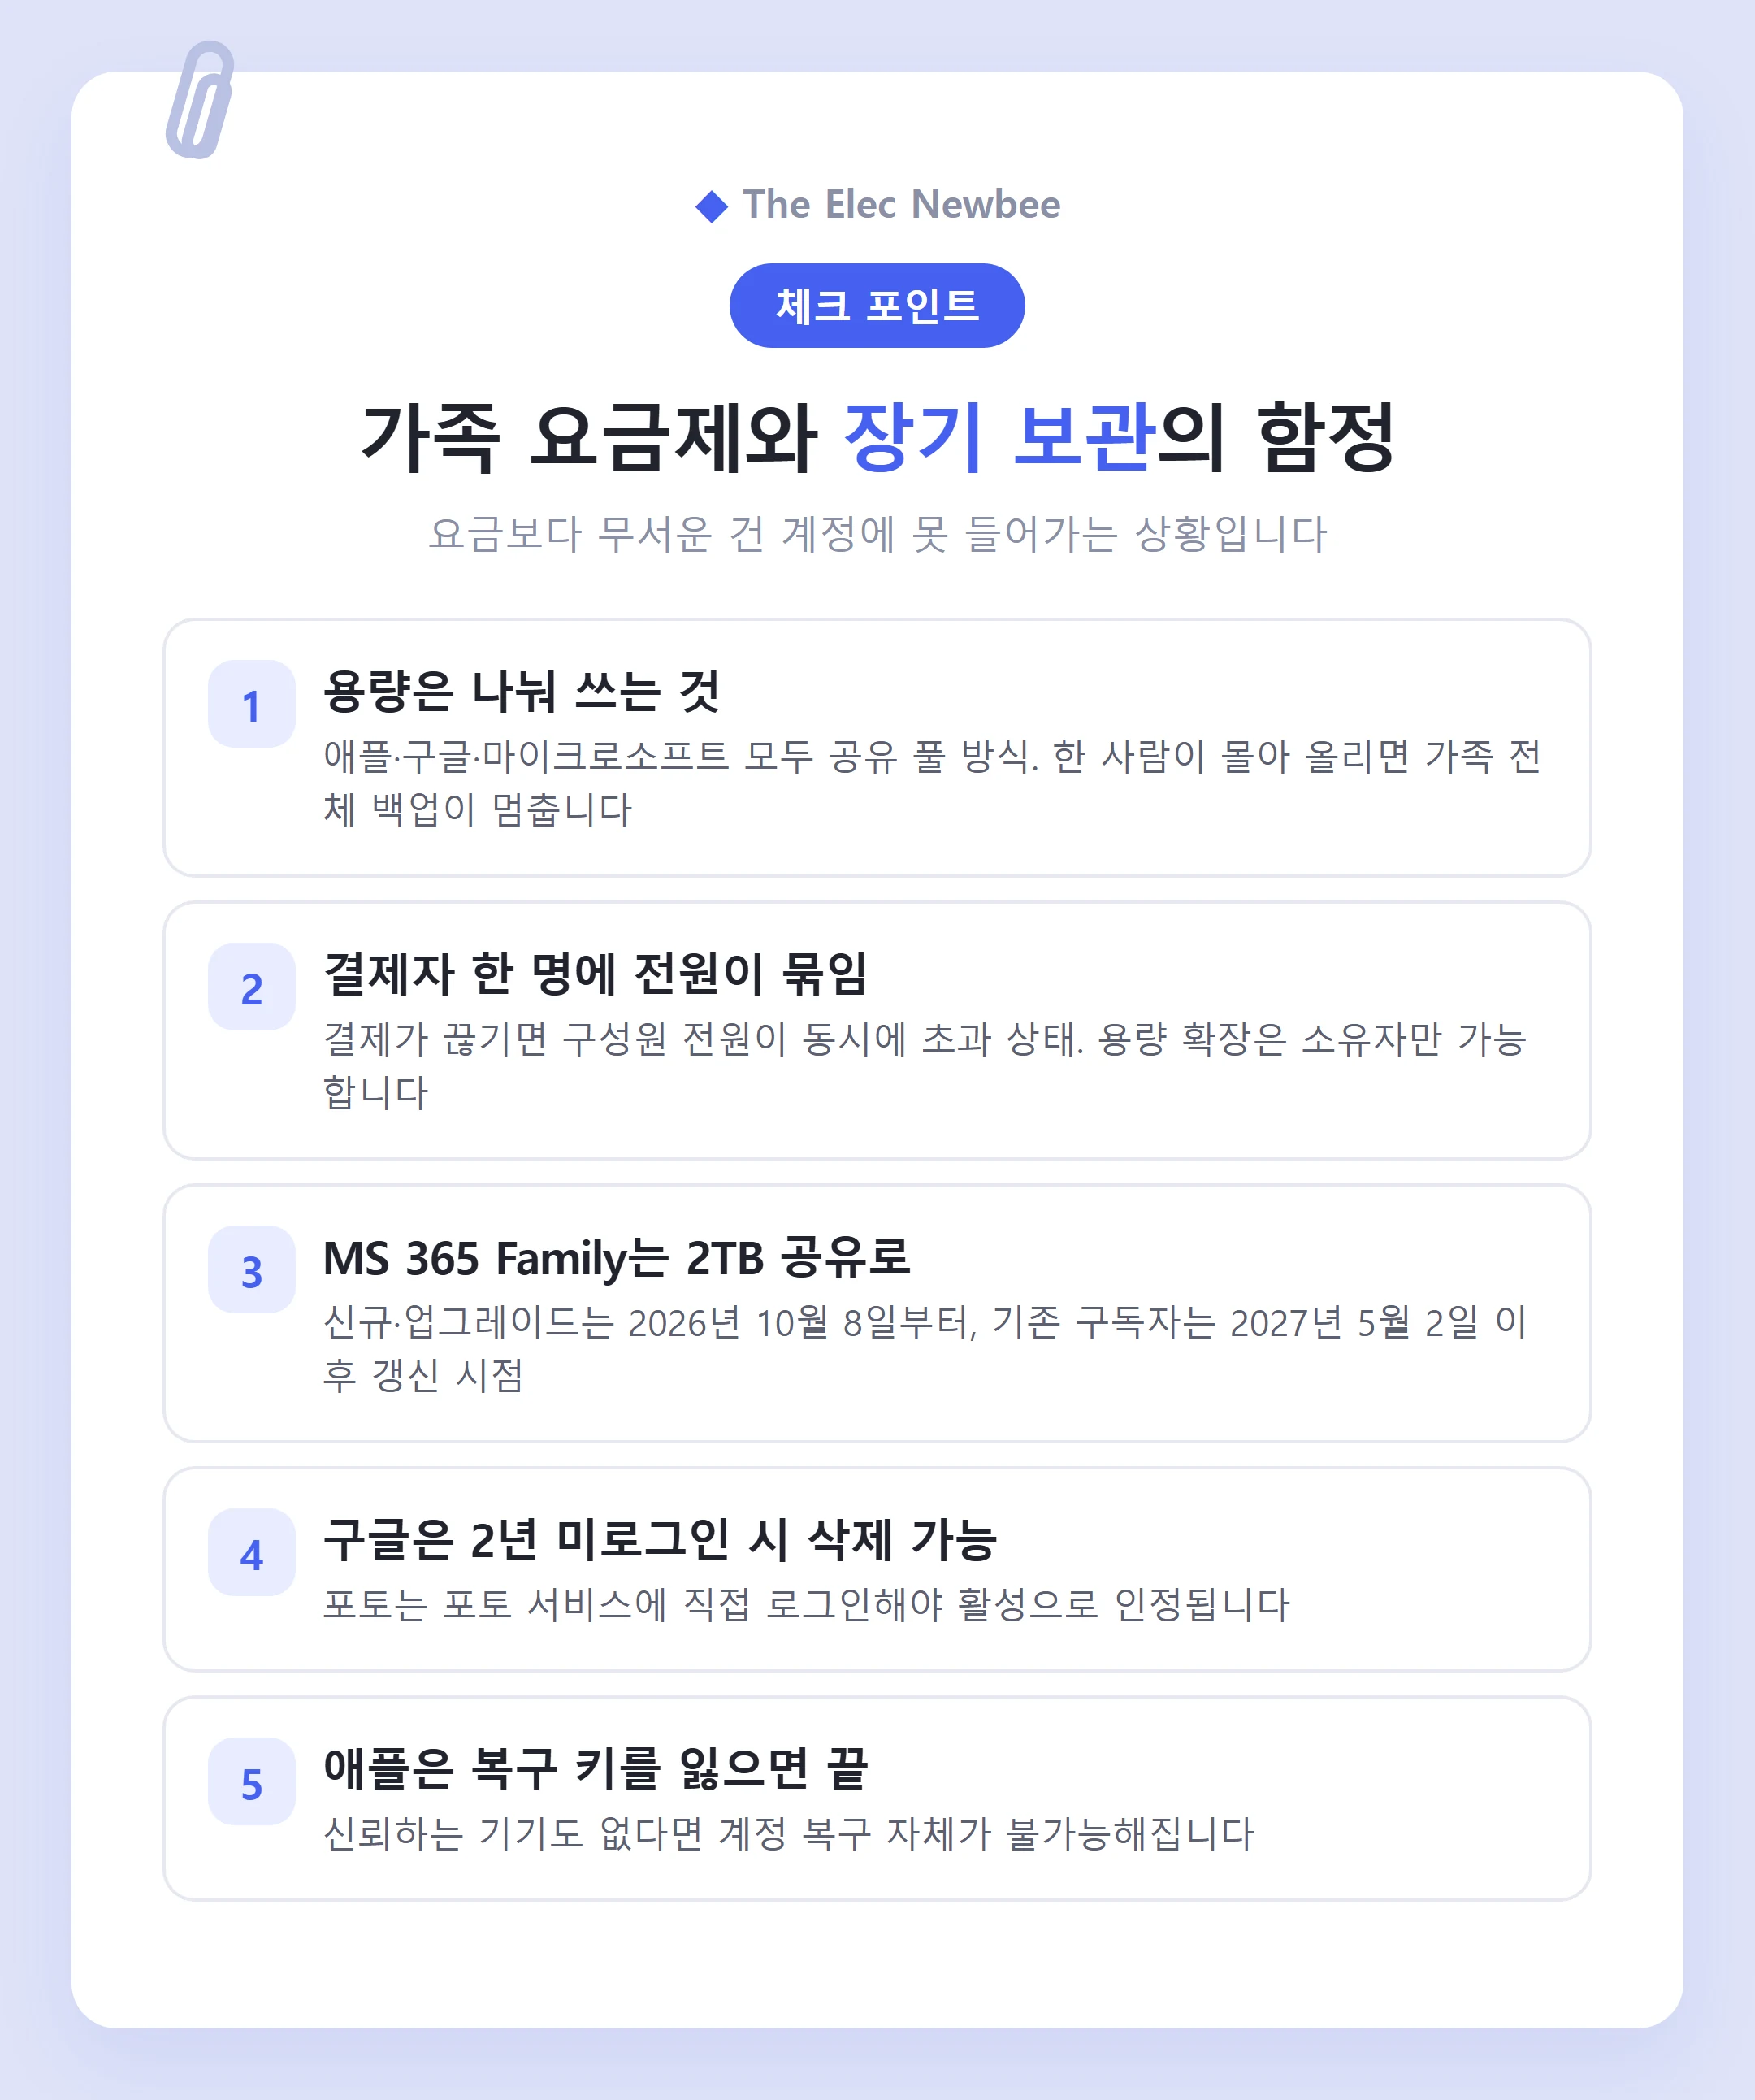 The Elec Newbee
체크 포인트
가족 요금제와 장기 보관의 함정
요금보다 무서운 건 계정에 못 들어가는 상황입니다
1
용량은 나눠 쓰는 것
애플·구글·마이크로소프트 모두 공유 풀 방식. 한 사람이 몰아 올리면 가족 전
체 백업이 멈춥니다
2
결제자 한 명에 전원이 묶임
결제가 끊기면 구성원 전원이 동시에 초과 상태. 용량 확장은 소유자만 가능
합니다
3
MS 365 Family는 2TB 공유로
신규·업그레이드는 2026년 10월 8일부터, 기존 구독자는 2027년 5월 2일 이
후 갱신 시점
4
구글은 2년 미로그인 시 삭제 가능
포토는 포토 서비스에 직접 로그인해야 활성으로 인정됩니다
5
애플은 복구 키를 잃으면 끝
신뢰하는 기기도 없다면 계정 복구 자체가 불가능해집니다